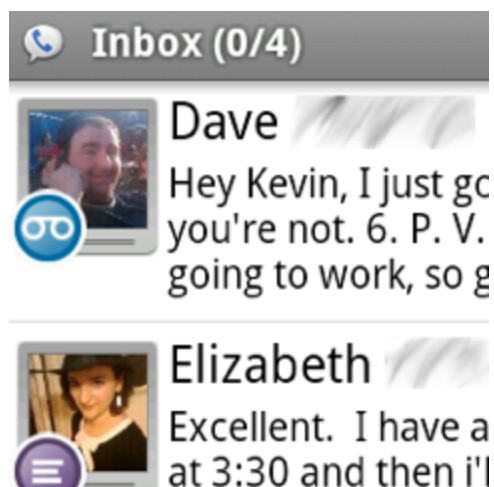 Inbox (0/4)
Dave
Hey Kevin, I just
you're not. 6. P. V.
going to work, so
Elizabeth
Excellent.  I have a
at 3:30 and then